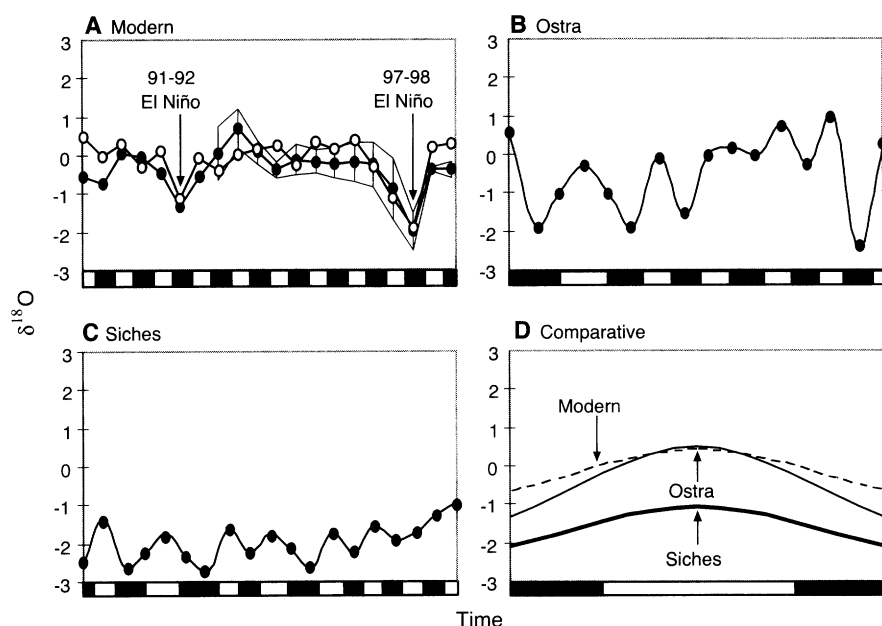 A Modern
3
2
1
0
-1
-2
-3
91-92
El Niño
97-98
El Niño
B Ostra
3
2
1
0
-1
-2
-3
δ18O
C Siches
3
2
1
0
-1
-2
-3
D Comparative
3
2
1
0
-1
-2
-3
Modern
Ostra
Siches
Time